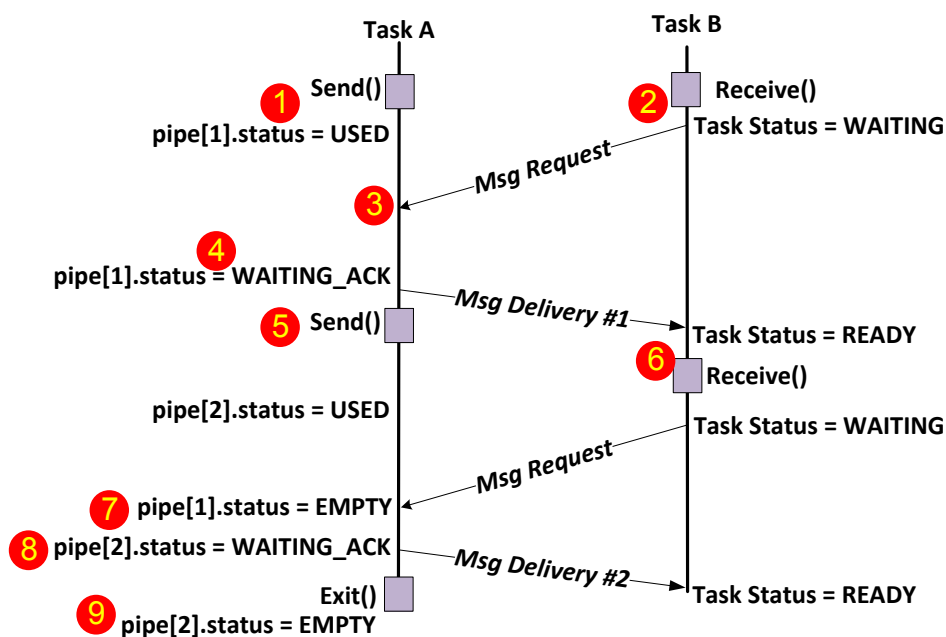 Task A
Task B
1
Send()
2
Receive()
pipe[1].status = USED
Task Status = WAITING
Msg Request
3
4
pipe[1].status = WAITING_ACK
Msg Delivery #1
5
Send()
Task Status = READY
6
Receive()
pipe[2].status = USED
Task Status = WAITING
Msg Request
7
pipe[1].status = EMPTY
8
pipe[2].status = WAITING_ACK
Msg Delivery #2
Exit()
Task Status = READY
9
pipe[2].status = EMPTY